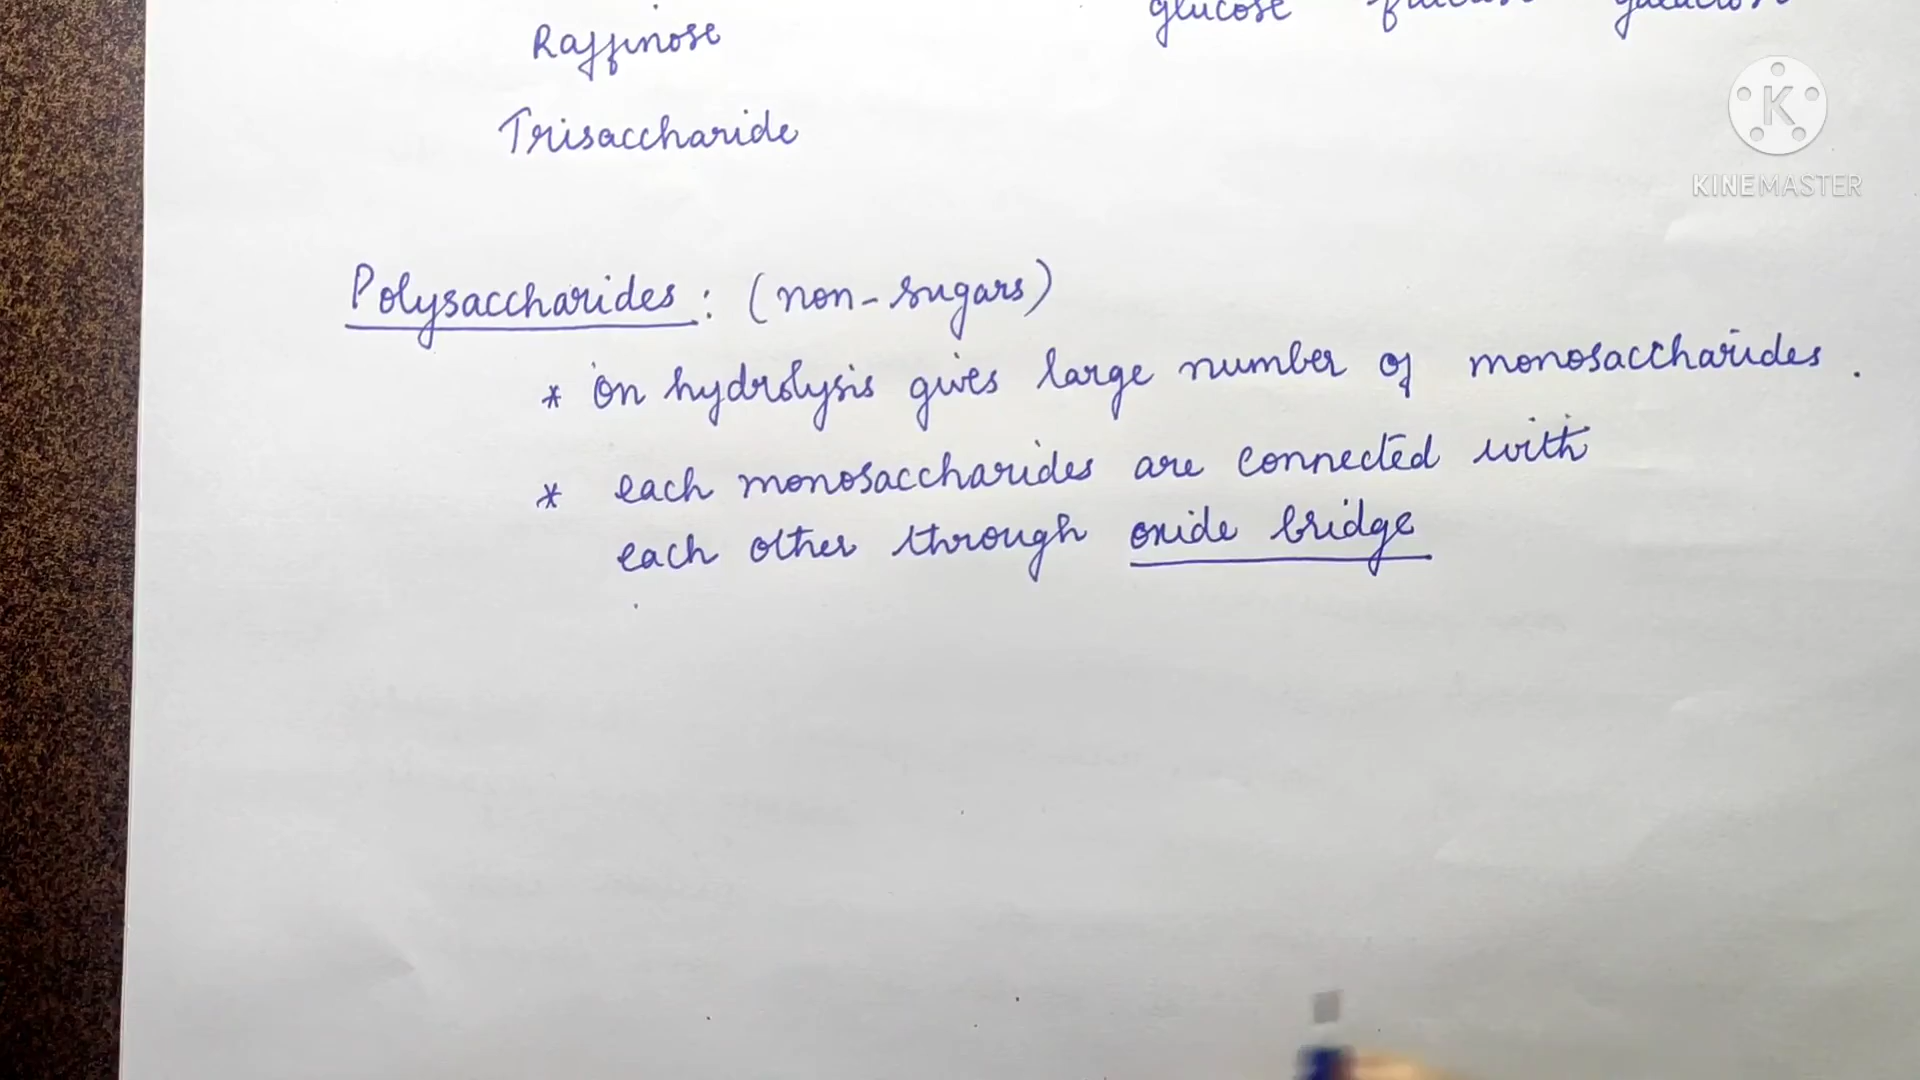 glucose
Raffinose
Trisaccharide
K
KINEMASTER
Polysaccharides : (non-sugars)
* On hydrolysis gives large number of monosaccharides .
* each monosaccharides are connected with
each other through oxide bridge